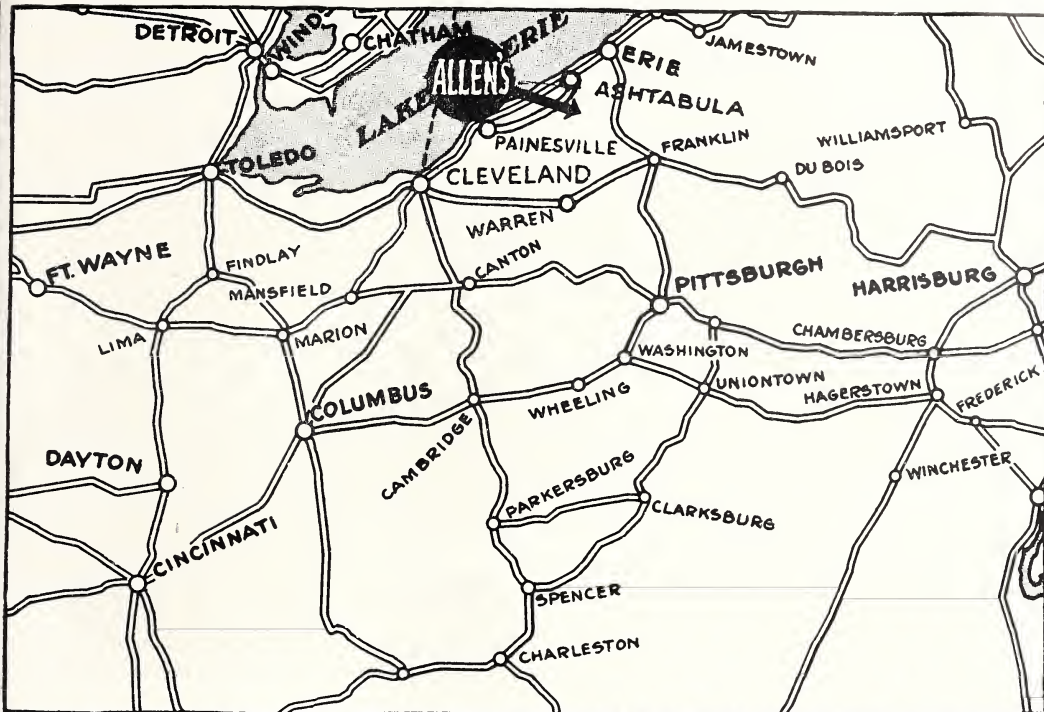 DETROIT
WINDS
CHATHAM
LAKE ERIE
ALLENS
JAMESTOWN
ERIE
ASHTABULA
PAINESVILLE
FRANKLIN
WILLIAMSPORT
DU BOIS
TOLEDO
CLEVELAND
WARREN
FT. WAYNE
FINDLAY
CANTON
MANSFIELD
PITTSBURGH
HARRISBURG
LIMA
MARION
CHAMBERSBURG
WASHINGTON
COLUMBUS
WHEELING
UNIONTOWN
HAGERSTOWN
FREDERICK
CAMBRIDGE
DAYTON
WINCHESTER
PARKERSBURG
CLARKSBURG
CINCINNATI
SPENCER
CHARLESTON